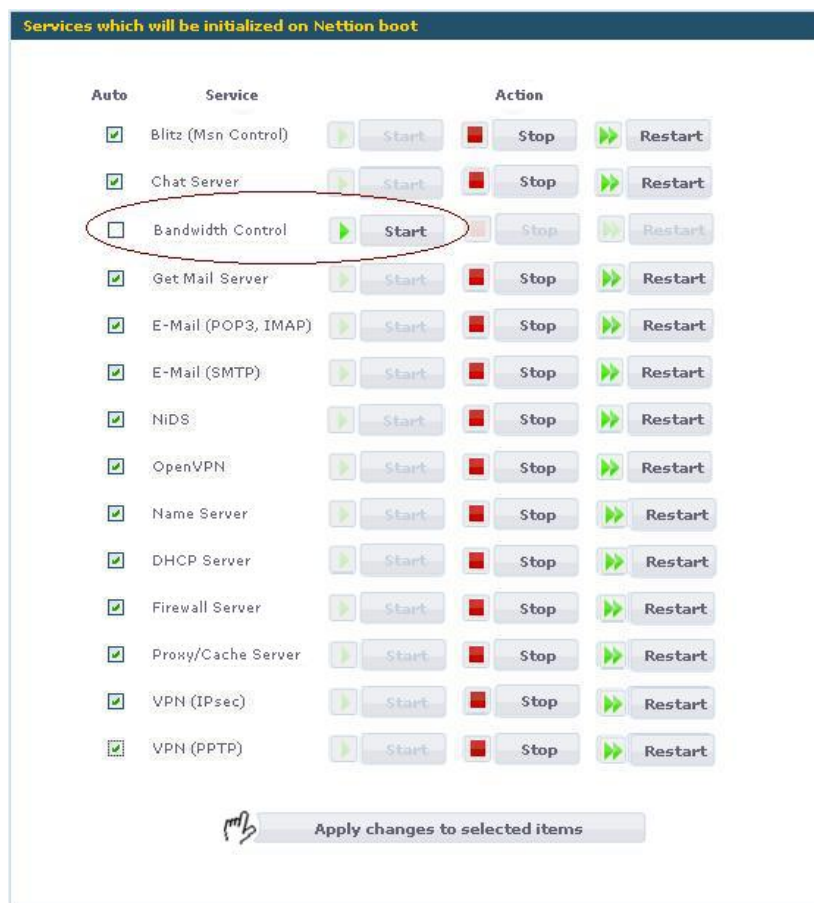 Services which will be initialized on Nettion boot
Auto Service Action
Blitz (Msn Control) Start Stop Restart
Chat Server Start Stop Restart
Bandwidth Control Start Stop Restart
Get Mail Server Start Stop Restart
E-Mail (POP3, IMAP) Start Stop Restart
E-Mail (SMTP) Start Stop Restart
NiDS Start Stop Restart
OpenVPN Start Stop Restart
Name Server Start Stop Restart
DHCP Server Start Stop Restart
Firewall Server Start Stop Restart
Proxy/Cache Server Start Stop Restart
VPN (IPsec) Start Stop Restart
VPN (PPTP) Start Stop Restart
Apply changes to selected items